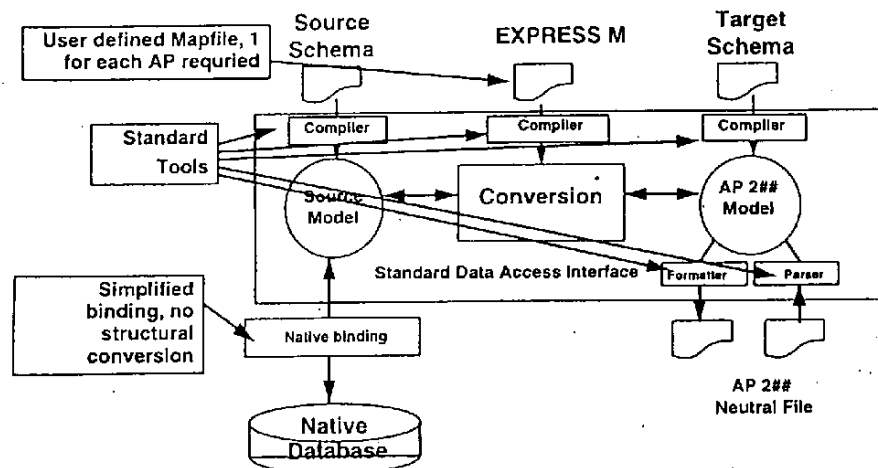 User defined Mapfile, 1
for each AP requried
Source
Schema
EXPRESS M
Target
Schema
Standard
Tools
Compiler
Compiler
Compiler
Source
Model
Conversion
AP 2##
Model
Standard Data Access Interface
Formatter
Parser
Simplified
binding, no
structural
conversion
Native binding
AP 2##
Neutral File
Native
Database